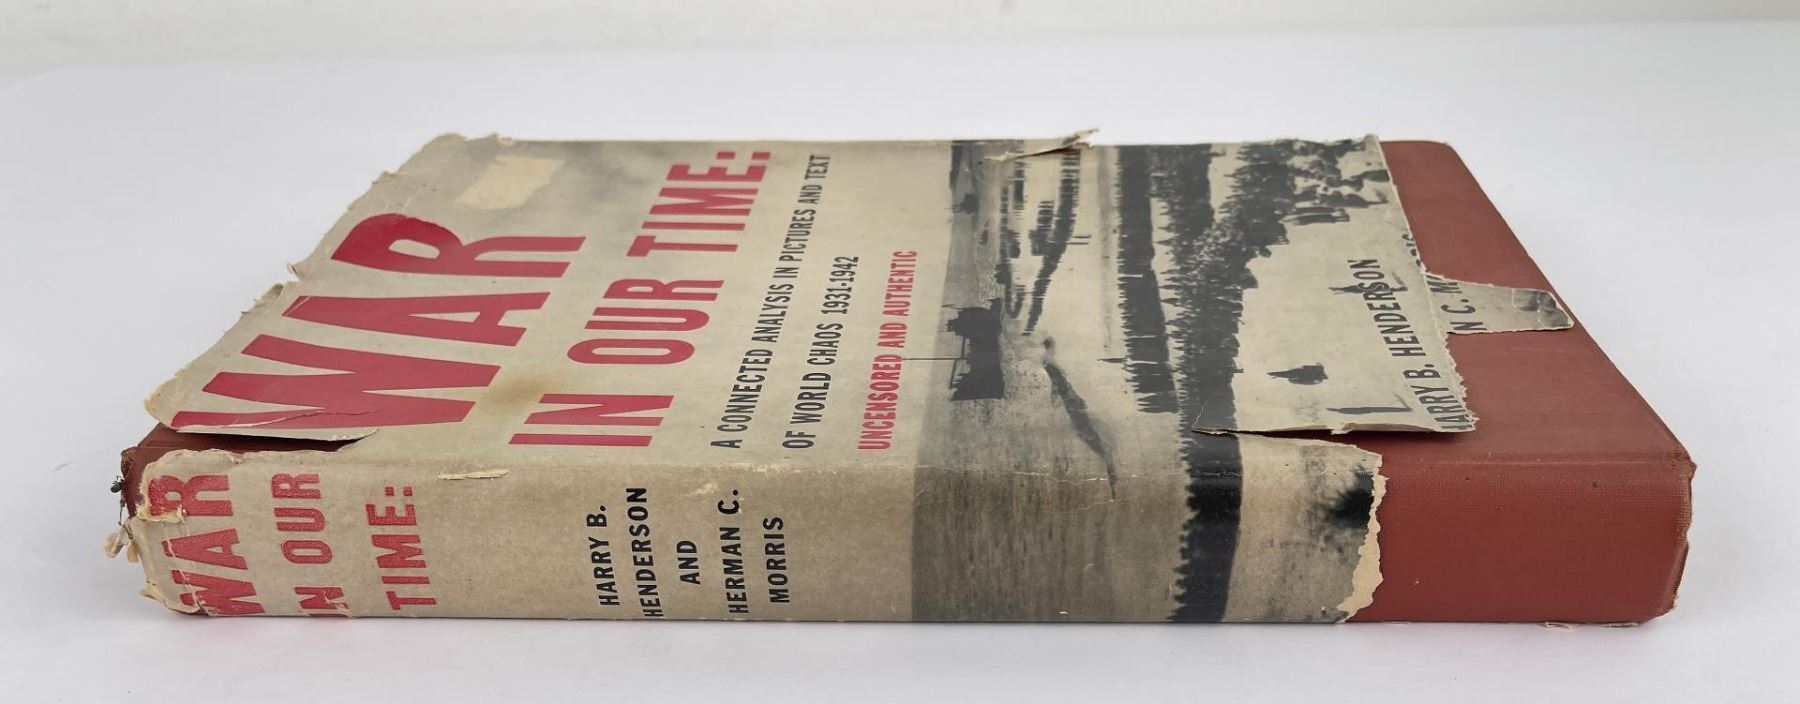 WAR
IN OUR TIME:
A CONNECTED ANALYSIS IN PICTURES AND TEXT
OF WORLD CHAOS 1931-1942
UNCENSORED AND AUTHENTIC
HARRY B. HENDERSON
N C. M
WAR
IN OUR
TIME:
HARRY B.
HENDERSON
AND
HERMAN C.
MORRIS